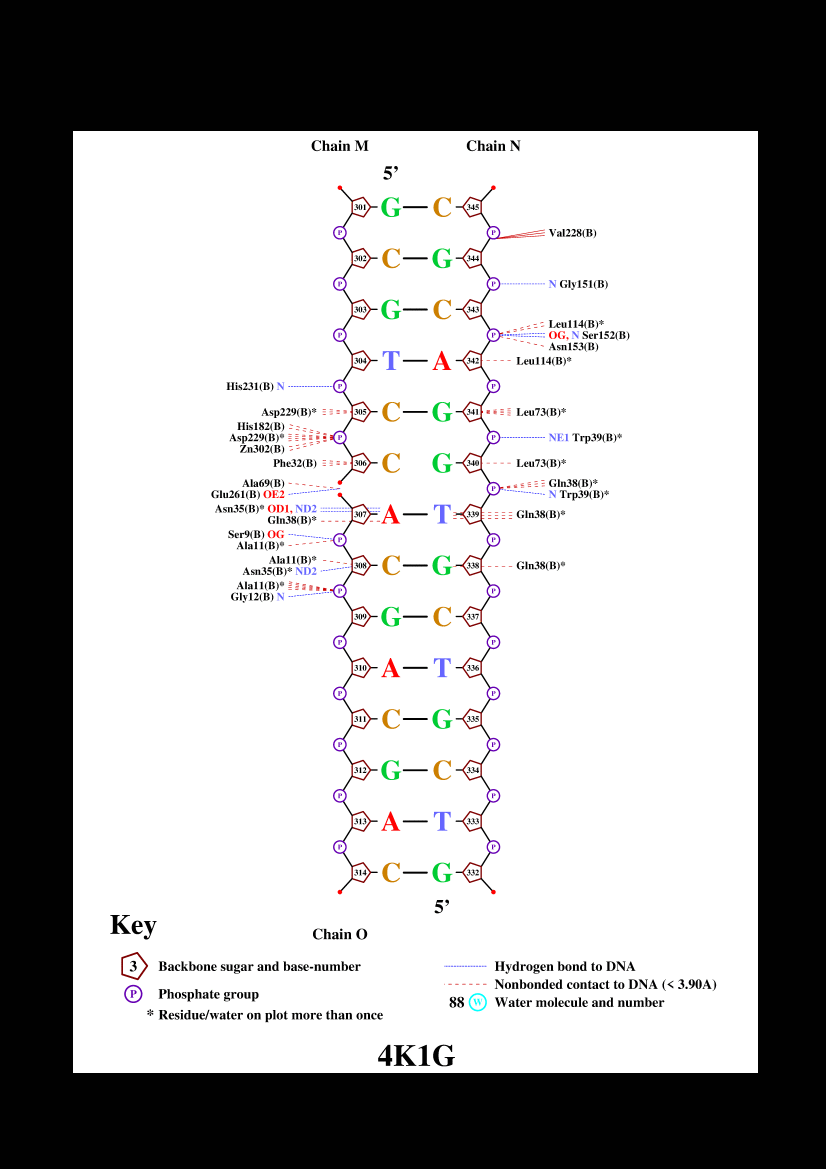 Chain M Chain N
5’
G C
301 345
P P Val228(B)
C G
302 344
P P N Gly151(B)
G C
303 343
Leu114(B)*
P P OG, N Ser152(B)
Asn153(B)
T A
304 342 Leu114(B)*
His231(B) N P P
Asp229(B)* 305 C G 341 Leu73(B)*
His182(B)
Asp229(B)* P P NE1 Trp39(B)*
Zn302(B)
Phe32(B) 306 C G 340 Leu73(B)*
Ala69(B) P Gln38(B)*
Glu261(B) OE2 N Trp39(B)*
Asn35(B)* OD1, ND2 307 A T 339 Gln38(B)*
Gln38(B)*
Ser9(B) OG P P
Ala11(B)*
Ala11(B)* 308 C G 338 Gln38(B)*
Asn35(B)* ND2
Ala11(B)* P P
Gly12(B) N
309 G C 337
P P
310 A T 336
P P
311 C G 335
P P
312 G C 334
P P
313 A T 333
P P
314 C G 332
5’
Key
Chain O
3 Backbone sugar and base-number
P Phosphate group
* Residue/water on plot more than once
Hydrogen bond to DNA
Nonbonded contact to DNA (< 3.90A)
88 W Water molecule and number
4K1G